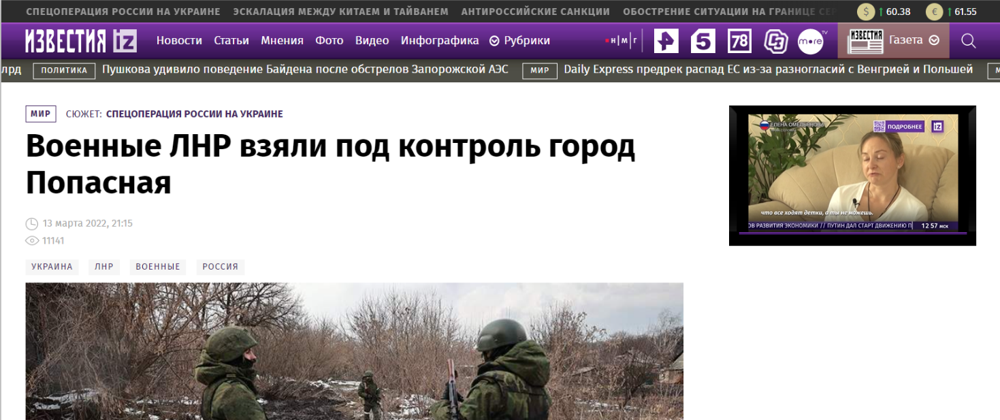 СПЕЦОПЕРАЦИЯ РОССИИ НА УКРАИНЕ ЭСКАЛАЦИЯ МЕЖДУ КИТАЕМ И ТАЙВАНЕМ АНТИРОССИЙСКИЕ САНКЦИИ ОБОСТРЕНИЕ СИТУАЦИИ НА ГРАНИЦЕ СЕР $ 60.38 € 61.55
ИЗВЕСТИЯ iz Новости Статьи Мнения Фото Видео Инфографика Рубрики н|м|г 5 78 more TV ИЗВЕСТИЯ Газета
лрд ПОЛИТИКА Пушкова удивило поведение Байдена после обстрелов Запорожской АЭС МИР Daily Express предрек распад ЕС из-за разногласий с Венгрией и Польшей
МИР СЮЖЕТ: СПЕЦОПЕРАЦИЯ РОССИИ НА УКРАИНЕ
Военные ЛНР взяли под контроль город
Попасная
13 марта 2022, 21:15
11141
УКРАИНА ЛНР ВОЕННЫЕ РОССИЯ
ЕЛЕНА ОМЕЛЬЯНОВА ПОДРОБНЕЕ iz
что все ходят детки, а ты не можешь.
ОВ РАЗВИТИЯ ЭКОНОМИКИ // ПУТИН ДАЛ СТАРТ ДВИЖЕНИЮ П 12 57 МСК